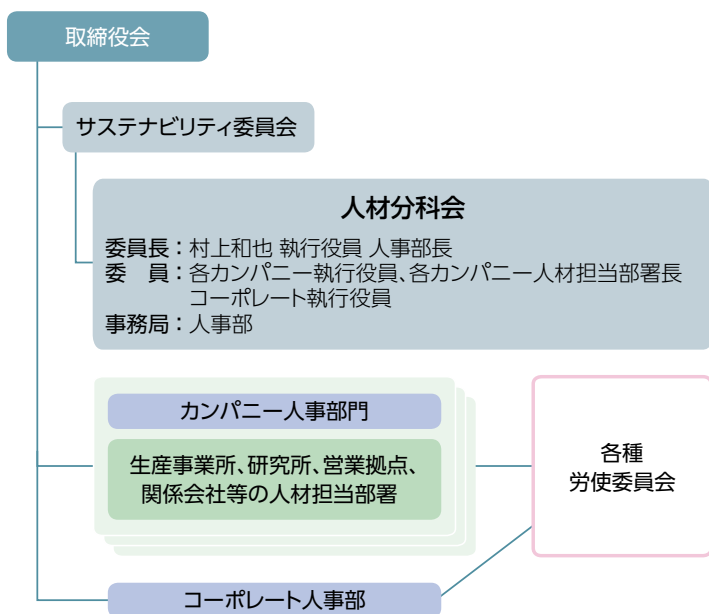 取締役会
サステナビリティ委員会
人材分科会
委員長：村上和也 執行役員 人事部長
委　員：各カンパニー執行役員、各カンパニー人材担当部署長
コーポレート執行役員
事務局：人事部
カンパニー人事部門
生産事業所、研究所、営業拠点、
関係会社等の人材担当部署
各種
労使委員会
コーポレート人事部